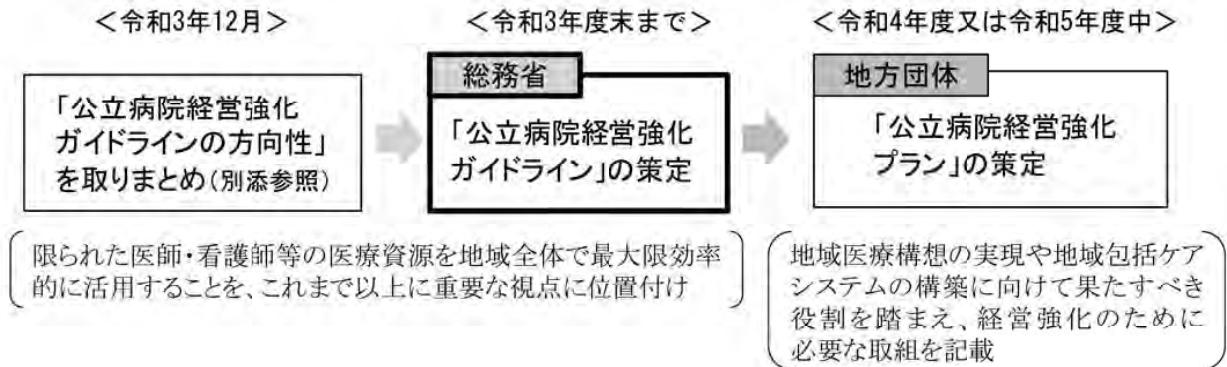 <令和3年12月>
<令和3年度末まで>
<令和4年度又は令和5年度中>
「公立病院経営強化
ガイドラインの方向性」
を取りまとめ(別添参照)
総務省
「公立病院経営強化
ガイドライン」の策定
地方団体
「公立病院経営強化
プラン」の策定
限られた医師・看護師等の医療資源を地域全体で最大限効率
的に活用することを、これまで以上に重要な視点に位置付け
地域医療構想の実現や地域包括ケア
システムの構築に向けて果たすべき
役割を踏まえ、経営強化のために
必要な取組を記載